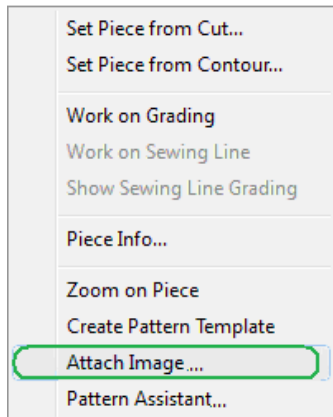 Set Piece from Cut...
Set Piece from Contour...
Work on Grading
Work on Sewing Line
Show Sewing Line Grading
Piece Info...
Zoom on Piece
Create Pattern Template
Attach Image ...
Pattern Assistant...